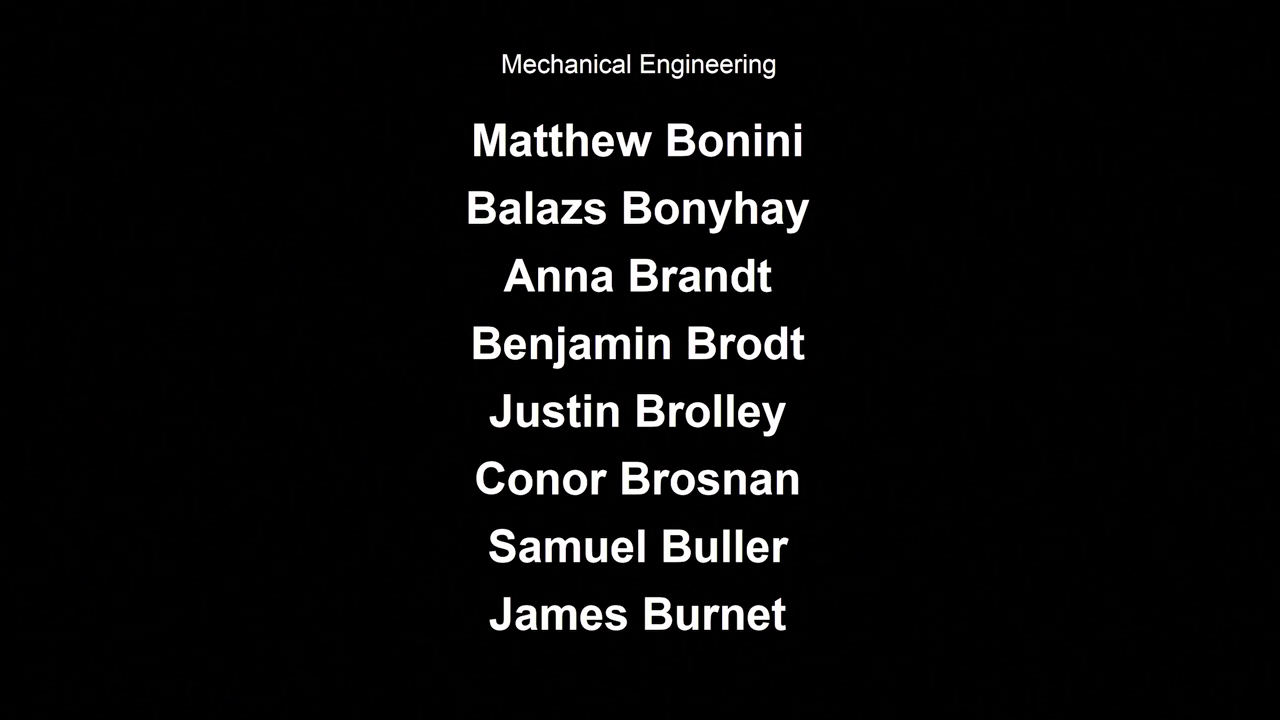 Mechanical Engineering
Matthew Bonini
Balazs Bonyhay
Anna Brandt
Benjamin Brodt
Justin Brolley
Conor Brosnan
Samuel Buller
James Burnet